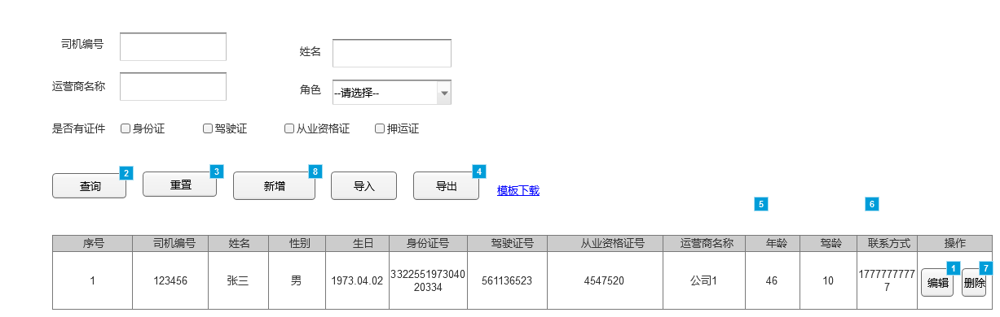 司机编号
姓名
运营商名称
角色
--请选择--
是否有证件 身份证 驾驶证 从业资格证 押运证
查询 2 重置 3 新增 8 导入 导出 4 模板下载
5 6
序号 司机编号 姓名 性别 生日 身份证号 驾驶证号 从业资格证号 运营商名称 年龄 驾龄 联系方式 操作
1 123456 张三 男 1973.04.02 3322551973040 561136523 4547520 公司1 46 10 1777777777 编辑 1 删除 7
20334 7